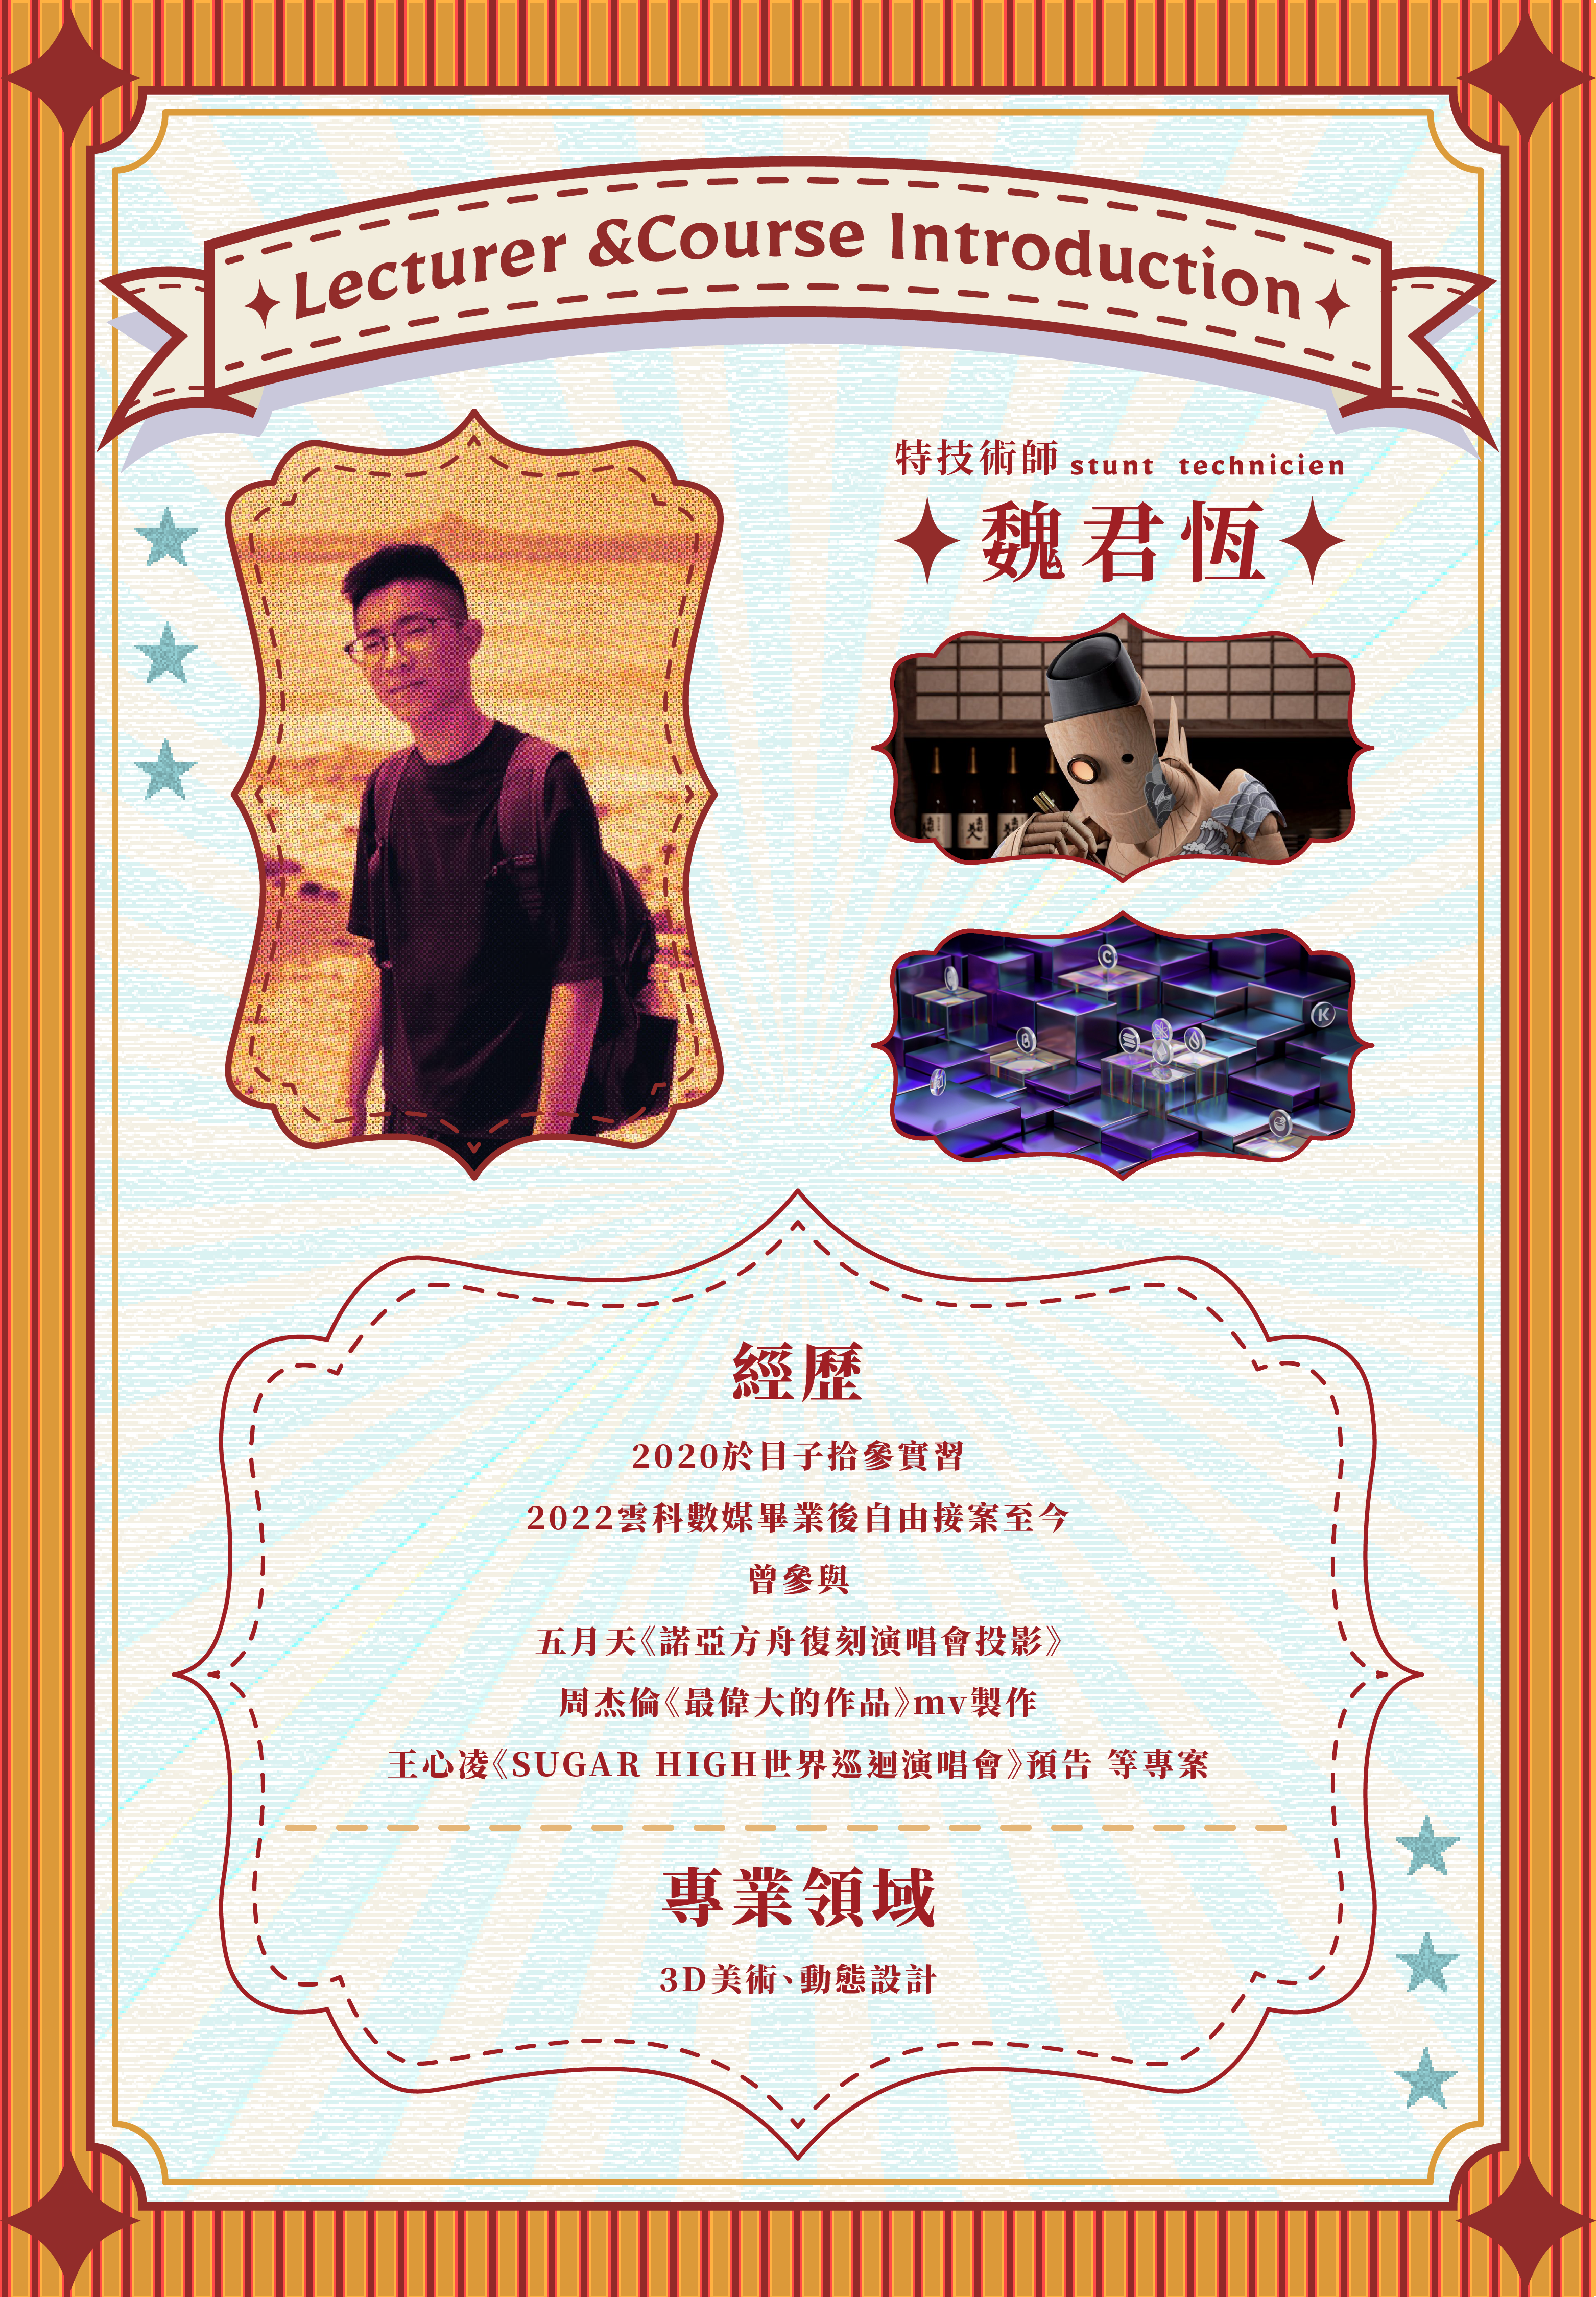 Lecturer &Course Introduction
特技術師 stunt technicien
魏君恆
經歷
2020於目子拾參實習
2022雲科數媒畢業後自由接案至今
曾參與
五月天《諾亞方舟復刻演唱會投影》
周杰倫《最偉大的作品》mv製作
王心凌《SUGAR HIGH世界巡迴演唱會》預告 等專案
專業領域
3D美術、動態設計